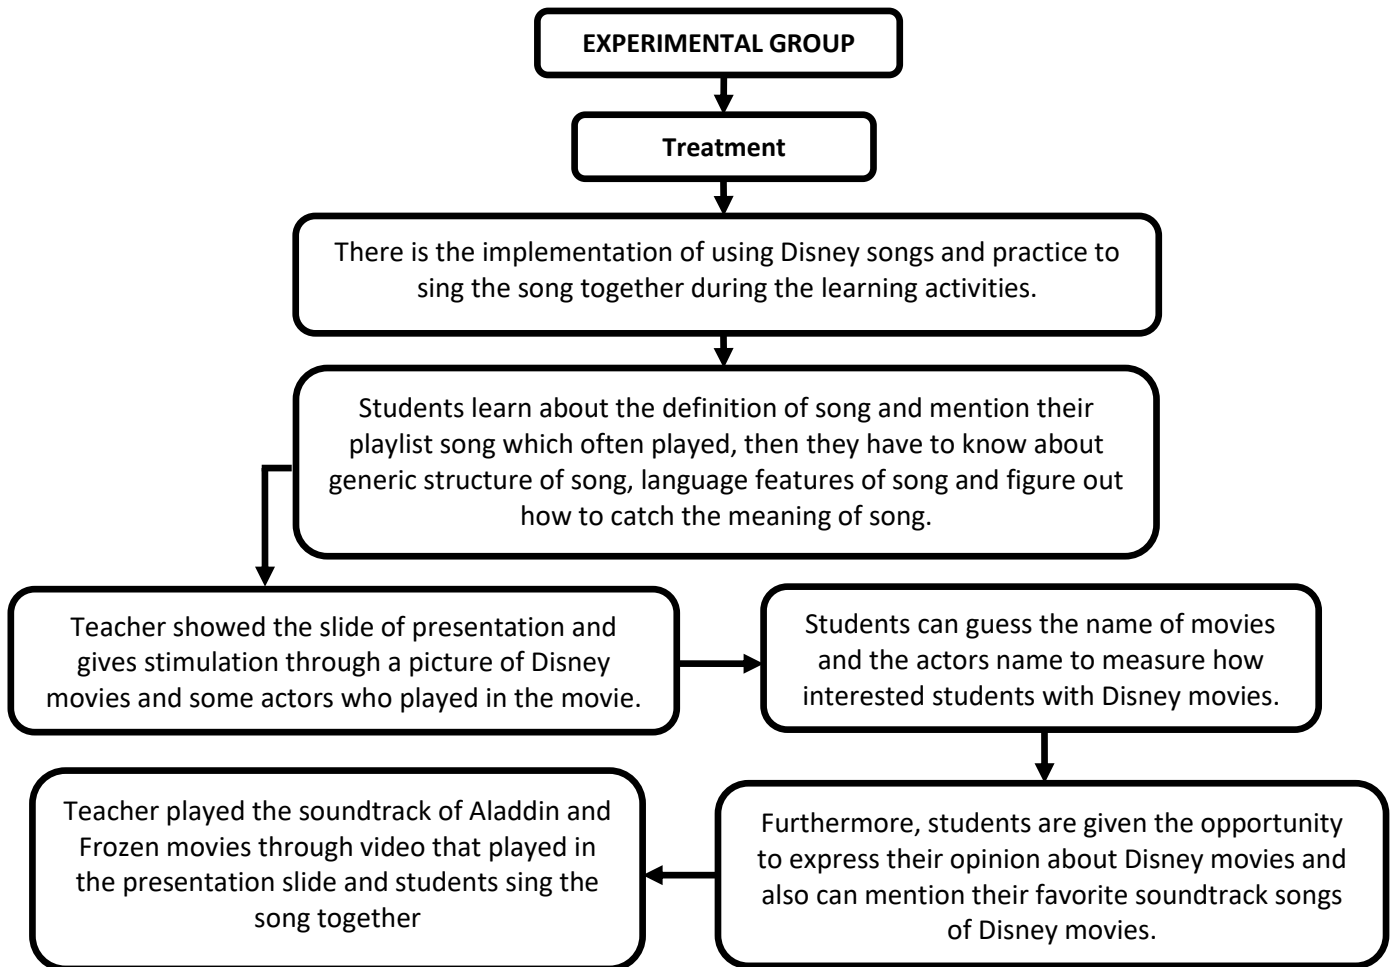 EXPERIMENTAL GROUP
Treatment
There is the implementation of using Disney songs and practice to
sing the song together during the learning activities.
Students learn about the definition of song and mention their
playlist song which often played, then they have to know about
generic structure of song, language features of song and figure out
how to catch the meaning of song.
Teacher showed the slide of presentation and
gives stimulation through a picture of Disney
movies and some actors who played in the movie.
Students can guess the name of movies
and the actors name to measure how
interested students with Disney movies.
Furthermore, students are given the opportunity
to express their opinion about Disney movies and
also can mention their favorite soundtrack songs
of Disney movies.
Teacher played the soundtrack of Aladdin and
Frozen movies through video that played in
the presentation slide and students sing the
song together